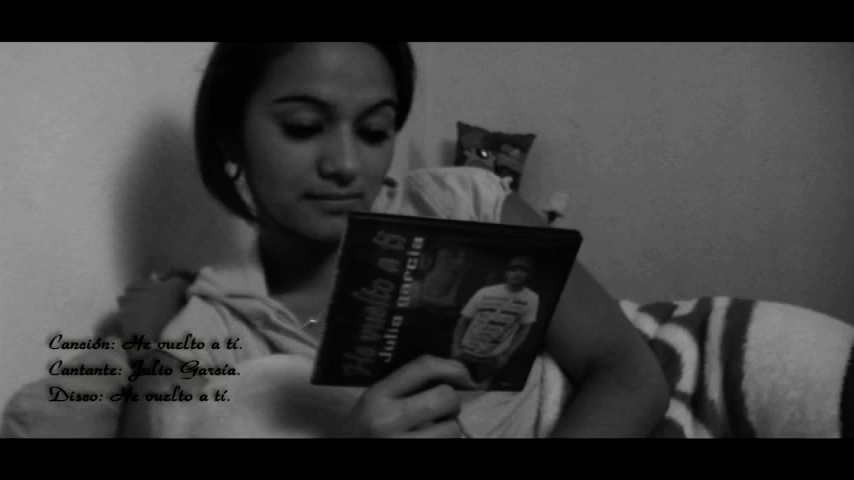 He vuelto a ti
Julio garcia
Canción: He vuelto a tí.
Cantante: Julio García.
Disco: He vuelto a tí.